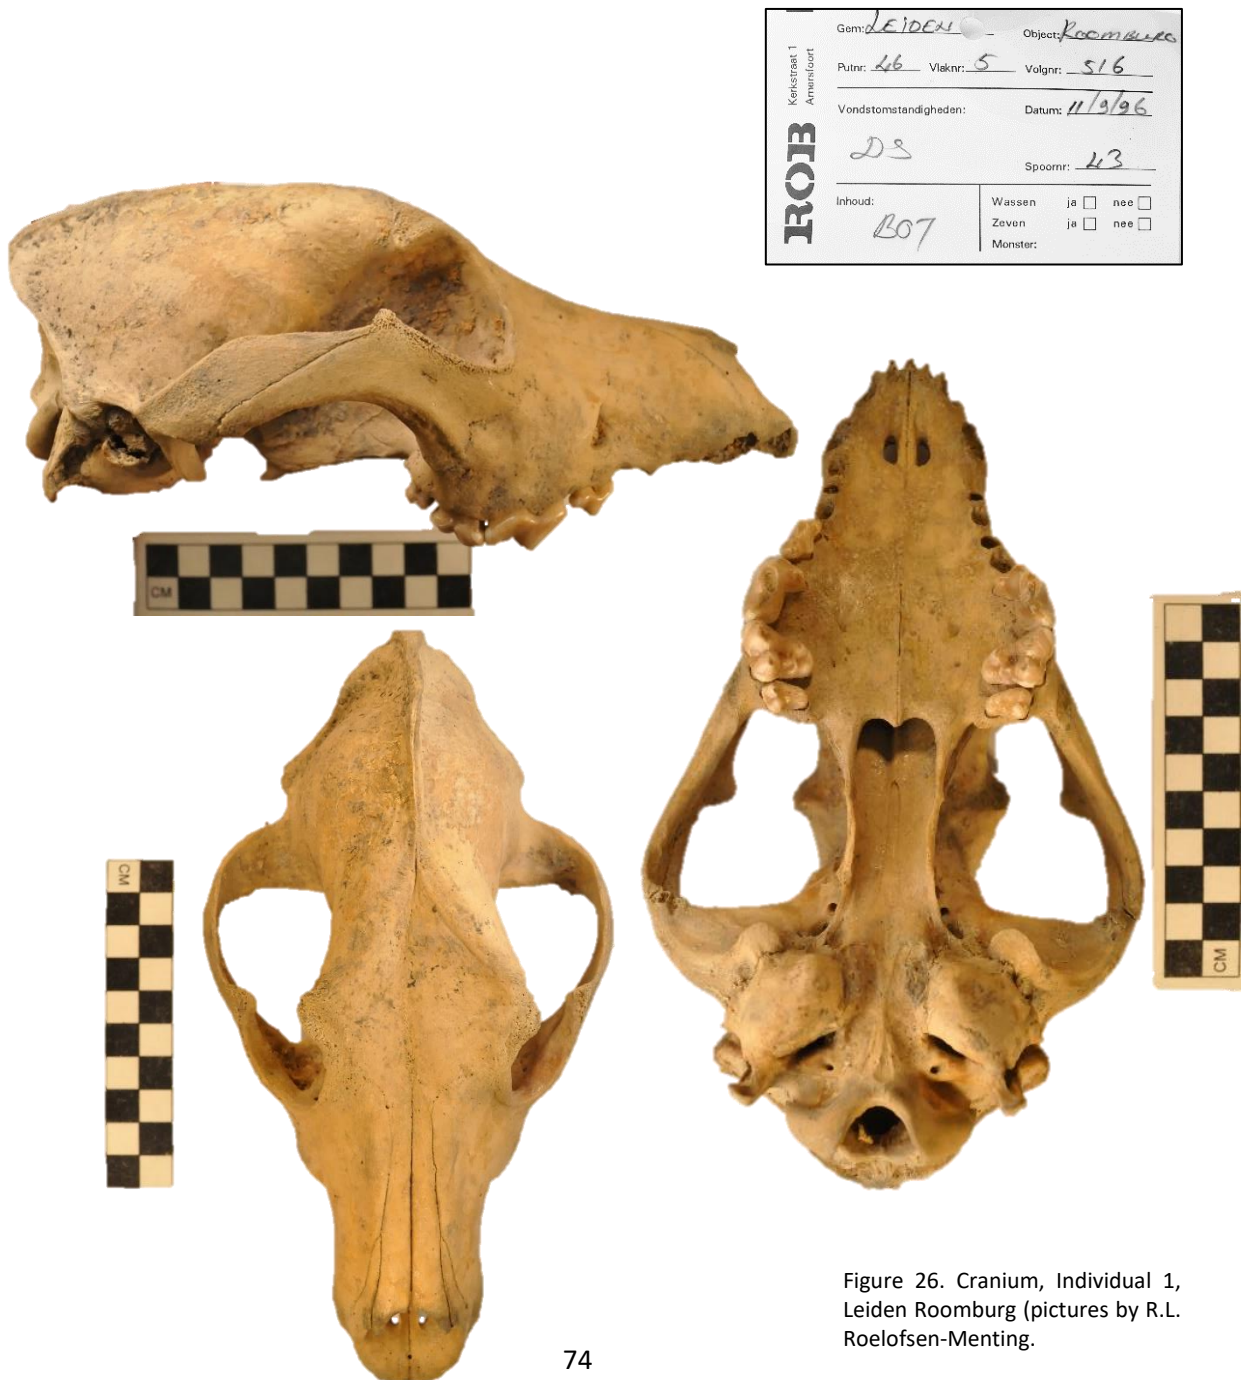 ROB
Kerkstraat 1
Amersfoort
Gem: LEIDEN Object: ROOMBURG
Putnr: 46 Vlaknr: 5 Volgnr: 516
Vondstomstandigheden: Datum: 11/9/96
DS
Spoornr: 43
Inhoud: Wassen ja nee
BOT Zeven ja nee
Monster:
CM
CM
CM
Figure 26. Cranium, Individual 1,
Leiden Roomburg (pictures by R.L.
Roelofsen-Menting.
74